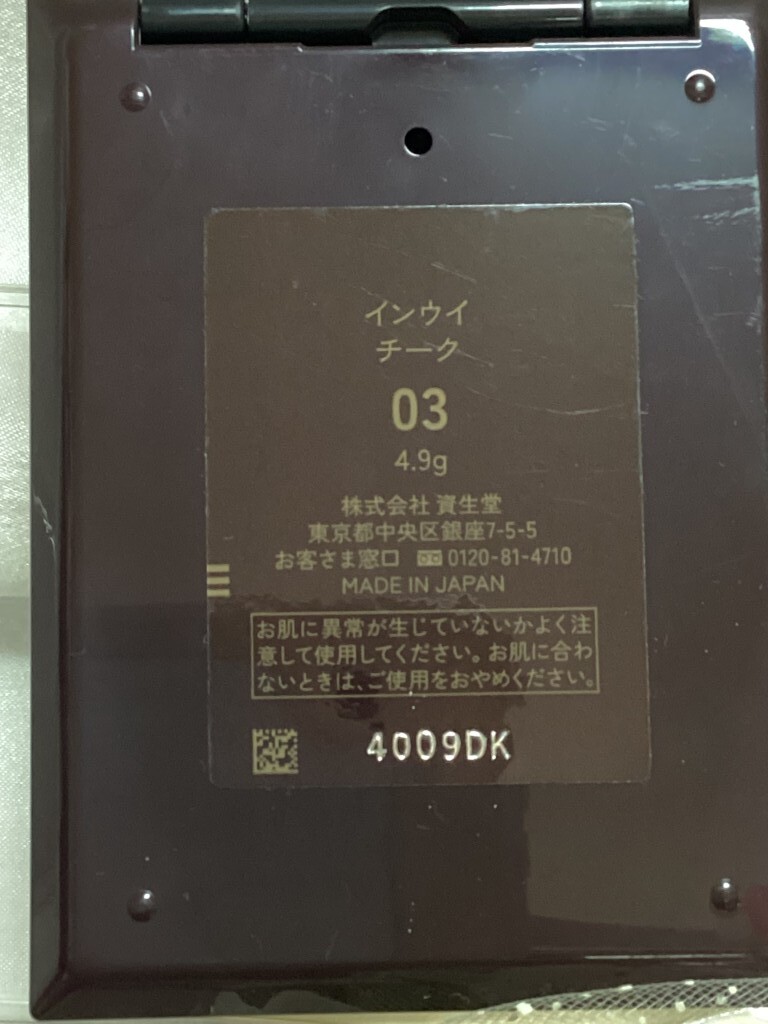 インウイ
チーク
03
4.9g
株式会社 資生堂
東京都中央区銀座7-5-5
お客さま窓口 0120-81-4710
MADE IN JAPAN
お肌に異常が生じていないかよく注
意して使用してください。お肌に合わ
ないときは、ご使用をおやめください。
4009DK